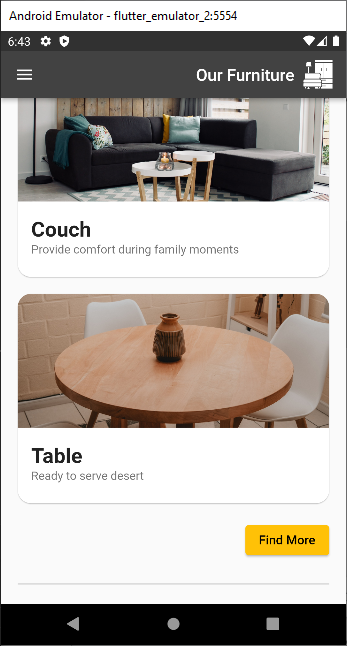 Android Emulator - flutter_emulator_2:5554
6:43
Our Furniture
Couch
Provide comfort during family moments
Table
Ready to serve desert
Find More